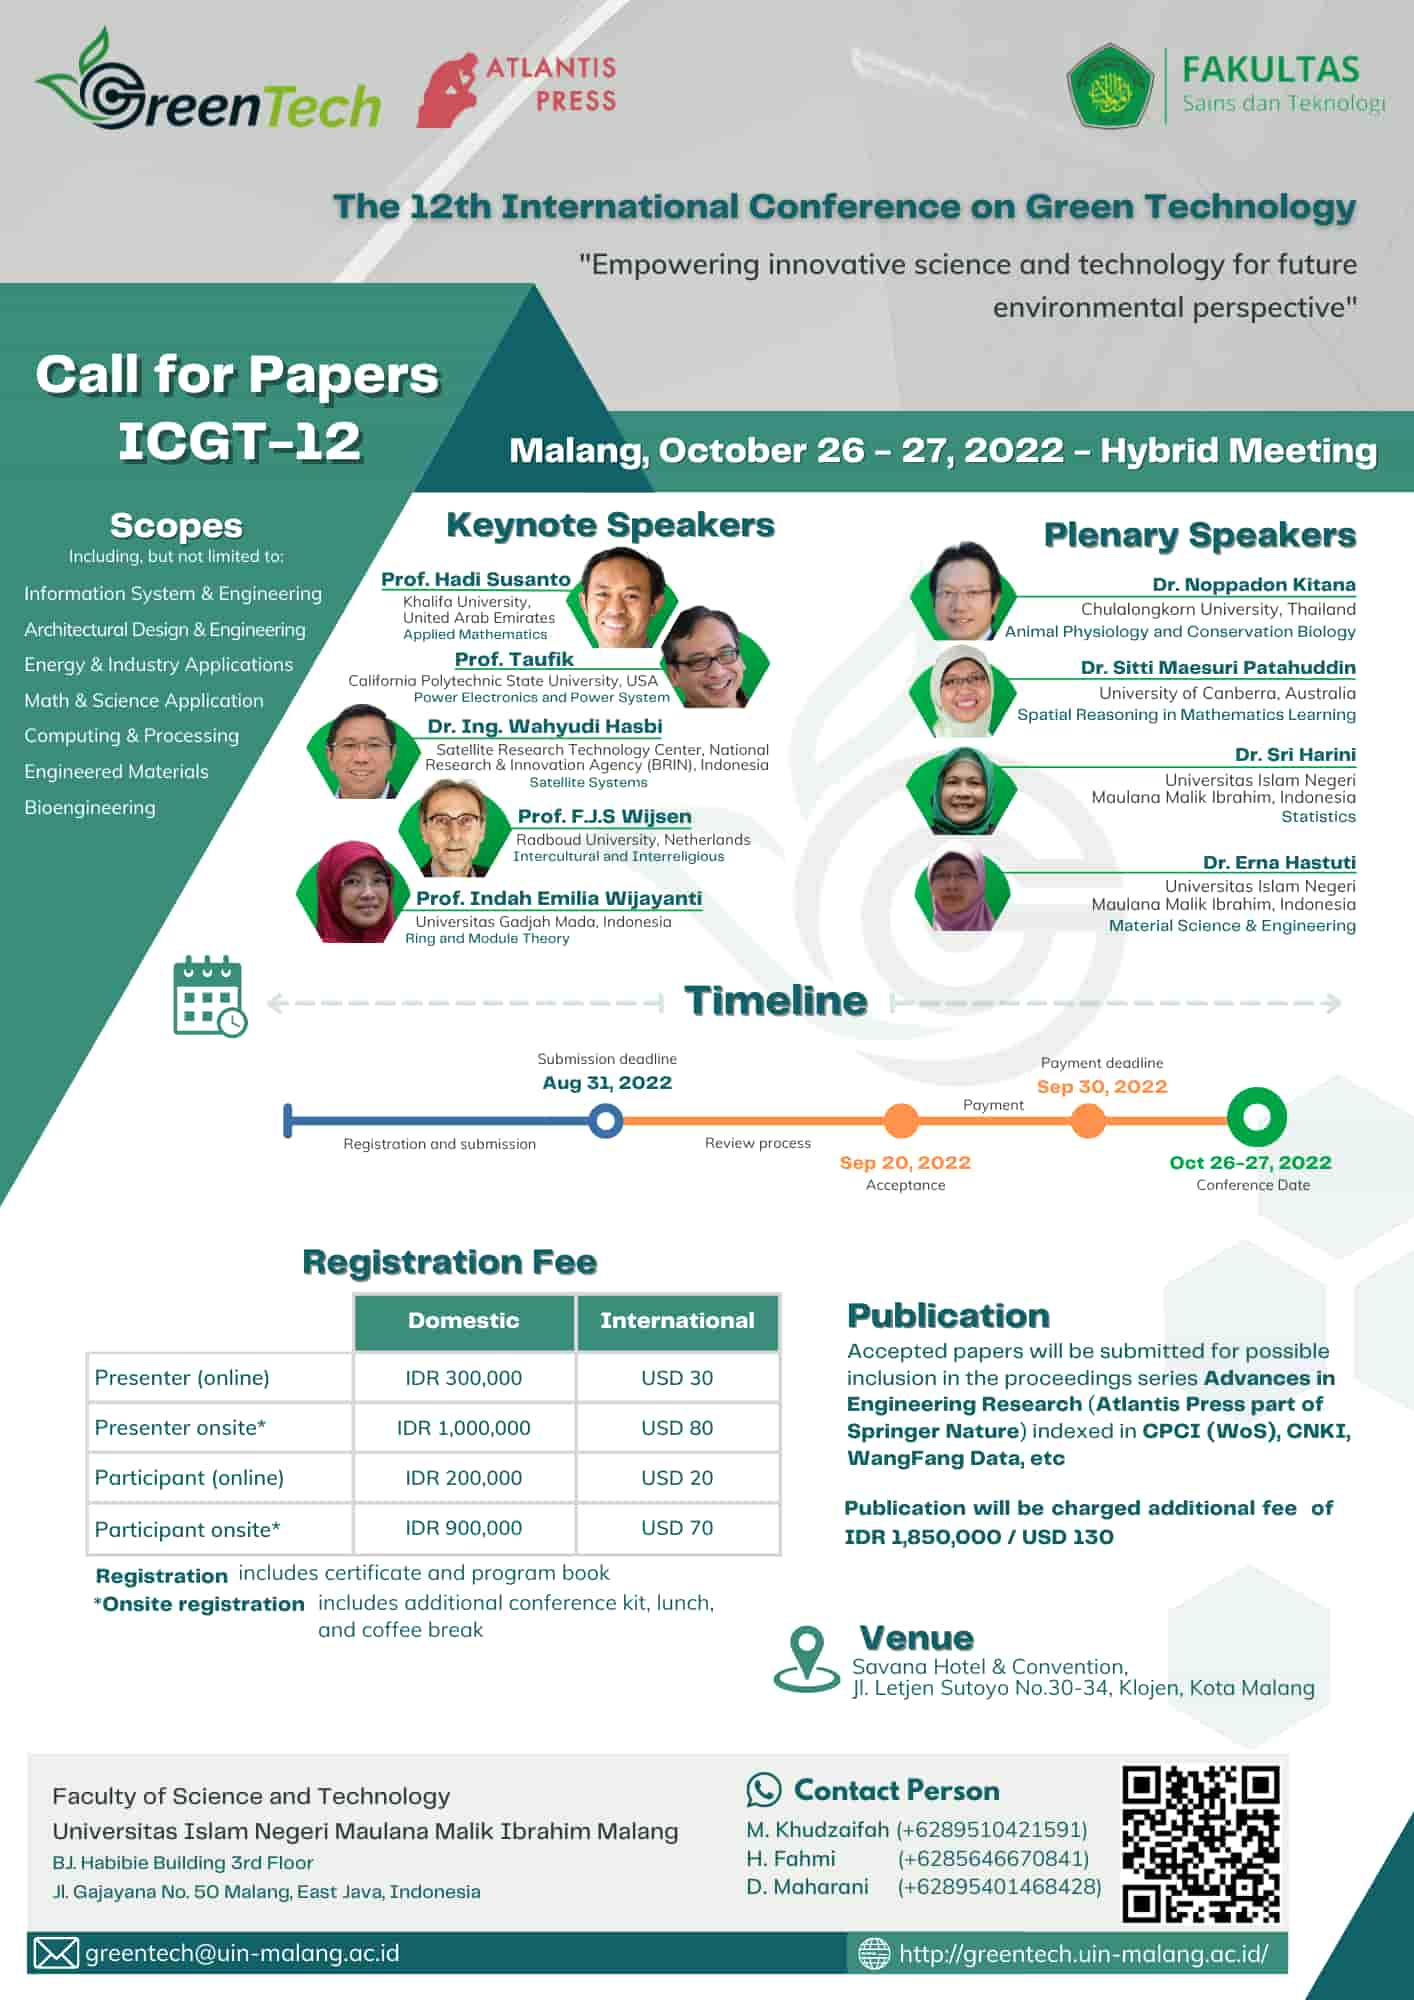 GreenTech
ATLANTIS
PRESS
FAKULTAS
Sains dan Teknologi
The 12th International Conference on Green Technology
"Empowering innovative science and technology for future
environmental perspective"
Call for Papers
ICGT-12
Malang, October 26 - 27, 2022 - Hybrid Meeting
Scopes
Including, but not limited to:
Information System & Engineering
Architectural Design & Engineering
Energy & Industry Applications
Math & Science Application
Computing & Processing
Engineered Materials
Bioengineering
Keynote Speakers
Prof. Hadi Susanto
Khalifa University,
United Arab Emirates
Applied Mathematics
Prof. Taufik
California Polytechnic State University, USA
Power Electronics and Power System
Dr. Ing. Wahyudi Hasbi
Satellite Research Technology Center, National
Research & Innovation Agency (BRIN), Indonesia
Satellite Systems
Prof. F.J.S Wijsen
Radboud University, Netherlands
Intercultural and Interreligious
Prof. Indah Emilia Wijayanti
Universitas Gadjah Mada, Indonesia
Ring and Module Theory
Plenary Speakers
Dr. Noppadon Kitana
Chulalongkorn University, Thailand
Animal Physiology and Conservation Biology
Dr. Sitti Maesuri Patahuddin
University of Canberra, Australia
Spatial Reasoning in Mathematics Learning
Dr. Sri Harini
Universitas Islam Negeri
Maulana Malik Ibrahim, Indonesia
Statistics
Dr. Erna Hastuti
Universitas Islam Negeri
Maulana Malik Ibrahim, Indonesia
Material Science & Engineering
Timeline
Submission deadline
Aug 31, 2022
Payment deadline
Sep 30, 2022
Payment
Registration and submission
Review process
Sep 20, 2022
Acceptance
Oct 26-27, 2022
Conference Date
Registration Fee
Domestic International
Presenter (online) IDR 300,000 USD 30
Presenter onsite* IDR 1,000,000 USD 80
Participant (online) IDR 200,000 USD 20
Participant onsite* IDR 900,000 USD 70
Registration includes certificate and program book
*Onsite registration includes additional conference kit, lunch,
and coffee break
Publication
Accepted papers will be submitted for possible
inclusion in the proceedings series Advances in
Engineering Research (Atlantis Press part of
Springer Nature) indexed in CPCI (WoS), CNKI,
WangFang Data, etc
Publication will be charged additional fee of
IDR 1,850,000 / USD 130
Venue
Savana Hotel & Convention,
Jl. Letjen Sutoyo No.30-34, Klojen, Kota Malang
Faculty of Science and Technology
Universitas Islam Negeri Maulana Malik Ibrahim Malang
BJ. Habibie Building 3rd Floor
Jl. Gajayana No. 50 Malang, East Java, Indonesia
Contact Person
M. Khudzaifah (+6289510421591)
H. Fahmi (+6285646670841)
D. Maharani (+62895401468428)
greentech@uin-malang.ac.id
http://greentech.uin-malang.ac.id/